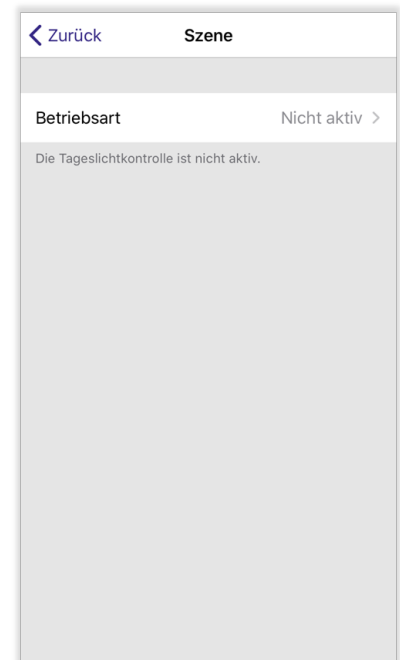 Zurück Szene
Betriebsart Nicht aktiv
Die Tageslichtkontrolle ist nicht aktiv.